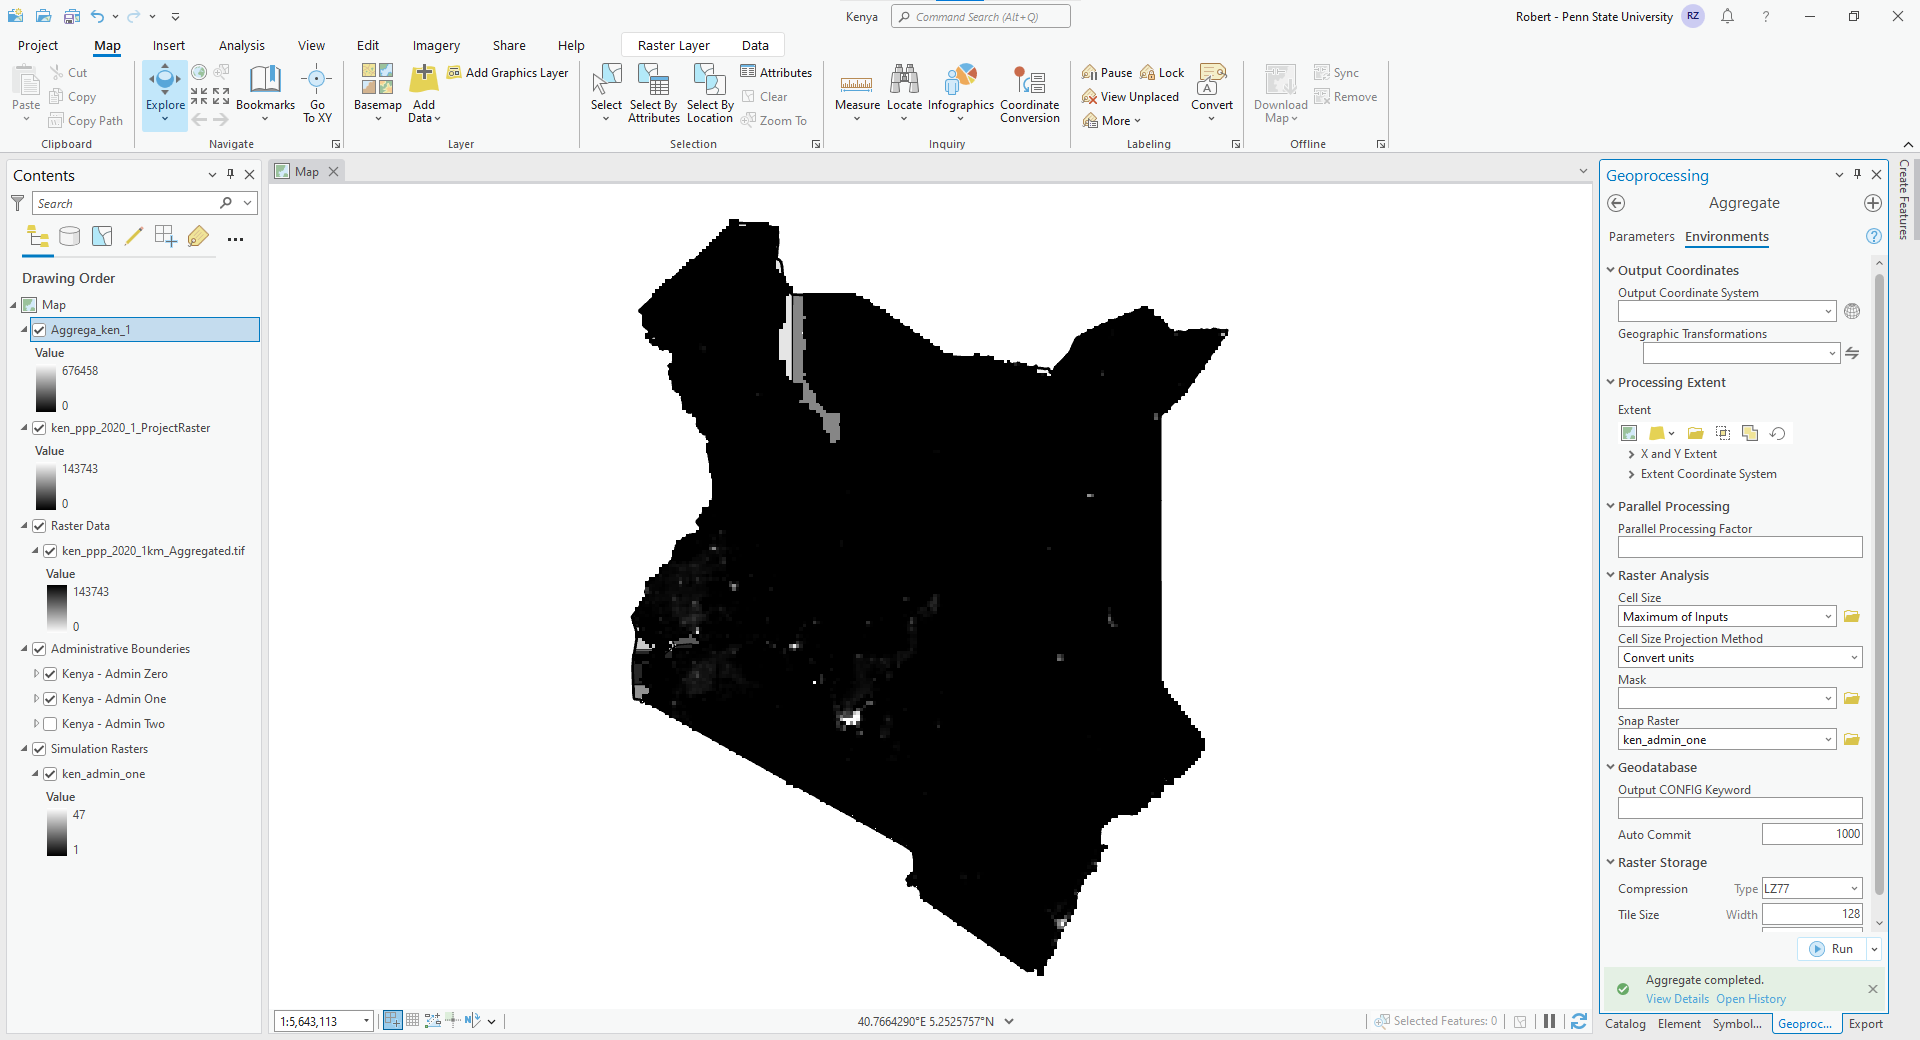 Kenya
Command Search (Alt+Q)
Robert - Penn State University
RZ
?
Project
Map
Insert
Analysis
View
Edit
Imagery
Share
Help
Raster Layer
Data
Paste
Cut
Copy
Copy Path
Clipboard
Explore
Bookmarks
Go
To XY
Navigate
Basemap
Add
Data
Add Graphics Layer
Layer
Select
Select By
Attributes
Select By
Location
Attributes
Clear
Zoom To
Selection
Measure
Locate
Infographics
Coordinate
Conversion
Inquiry
Pause
Lock
View Unplaced
More
Convert
Labeling
Download
Map
Sync
Remove
Offline
Contents
Search
Drawing Order
Map
Aggrega_ken_1
Value
676458
0
ken_ppp_2020_1_ProjectRaster
Value
143743
0
Raster Data
ken_ppp_2020_1km_Aggregated.tif
Value
143743
0
Administrative Bounderies
Kenya - Admin Zero
Kenya - Admin One
Kenya - Admin Two
Simulation Rasters
ken_admin_one
Value
47
1
Map
1:5,643,113
40.7664290°E 5.2525757°N
Selected Features: 0
Geoprocessing
Aggregate
Parameters
Environments
?
Output Coordinates
Output Coordinate System
Geographic Transformations
Processing Extent
Extent
X and Y Extent
Extent Coordinate System
Parallel Processing
Parallel Processing Factor
Raster Analysis
Cell Size
Maximum of Inputs
Cell Size Projection Method
Convert units
Mask
Snap Raster
ken_admin_one
Geodatabase
Output CONFIG Keyword
Auto Commit
1000
Raster Storage
Compression
Type
LZ77
Tile Size
Width
128
Run
Aggregate completed.
View Details
Open History
Catalog
Element
Symbol...
Geoproc...
Export
Create Features